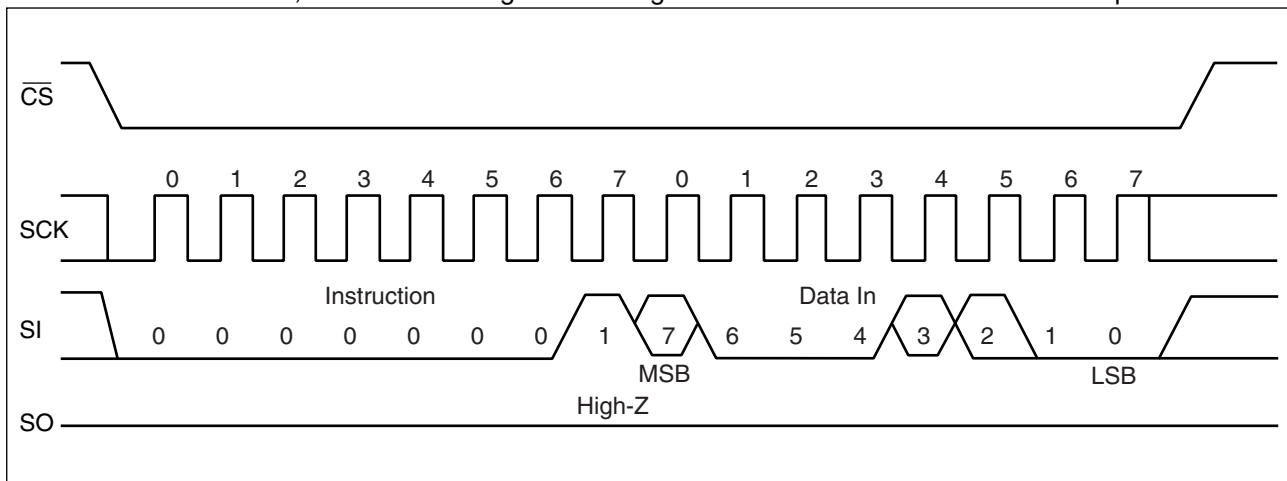 CS
0 1 2 3 4 5 6 7 0 1 2 3 4 5 6 7
SCK
Instruction Data In
SI
0 0 0 0 0 0 0 1 7 6 5 4 3 2 1 0
MSB LSB
High-Z
SO